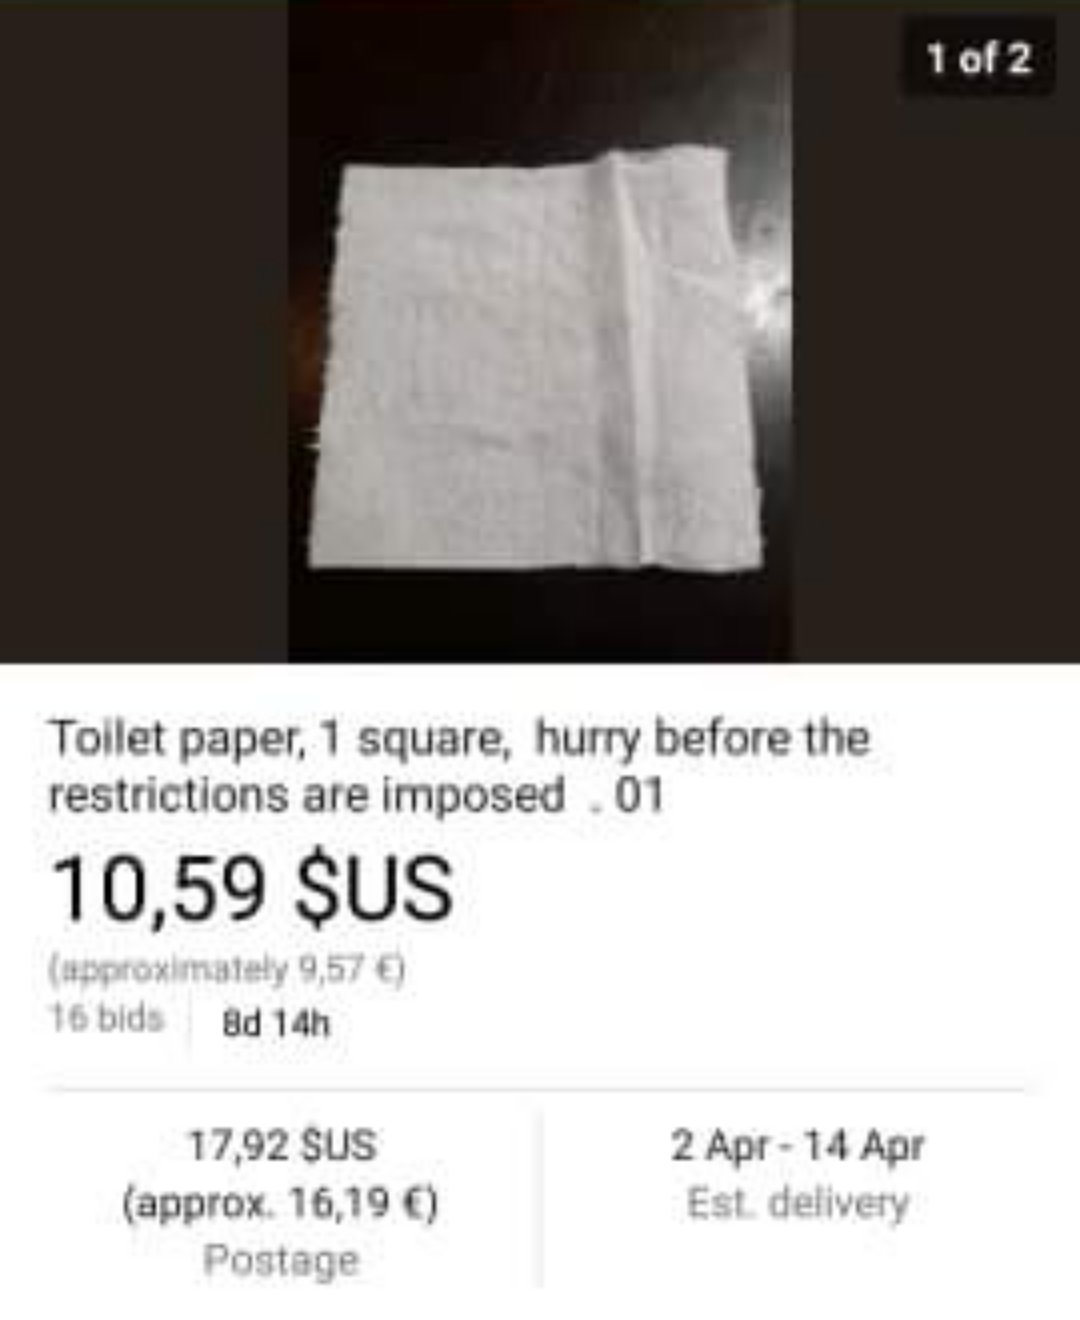 1 of 2
Toilet paper, 1 square, hurry before the
restrictions are imposed . 01
10,59 $US
(approximately 9,57 €)
16 bids
8d 14h
17,92 $US
(approx. 16,19 €)
Postage
2 Apr - 14 Apr
Est. delivery